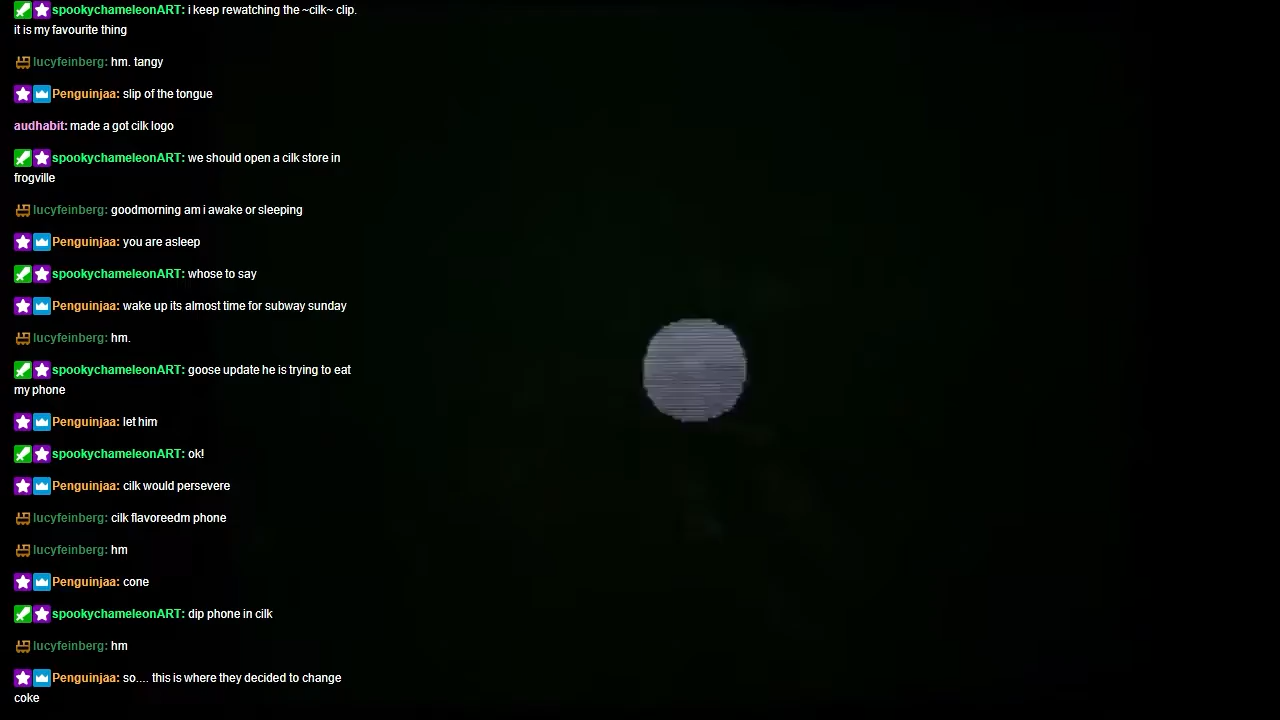 spookychameleonART: i keep rewatching the ~cilk~ clip.
it is my favourite thing
lucyfeinberg: hm. tangy
Penguinjaa: slip of the tongue
audhabit: made a got cilk logo
spookychameleonART: we should open a cilk store in
frogville
lucyfeinberg: goodmorning am i awake or sleeping
Penguinjaa: you are asleep
spookychameleonART: whose to say
Penguinjaa: wake up its almost time for subway sunday
lucyfeinberg: hm.
spookychameleonART: goose update he is trying to eat
my phone
Penguinjaa: let him
spookychameleonART: ok!
Penguinjaa: cilk would persevere
lucyfeinberg: cilk flavoreedm phone
lucyfeinberg: hm
Penguinjaa: cone
spookychameleonART: dip phone in cilk
lucyfeinberg: hm
Penguinjaa: so.... this is where they decided to change
coke